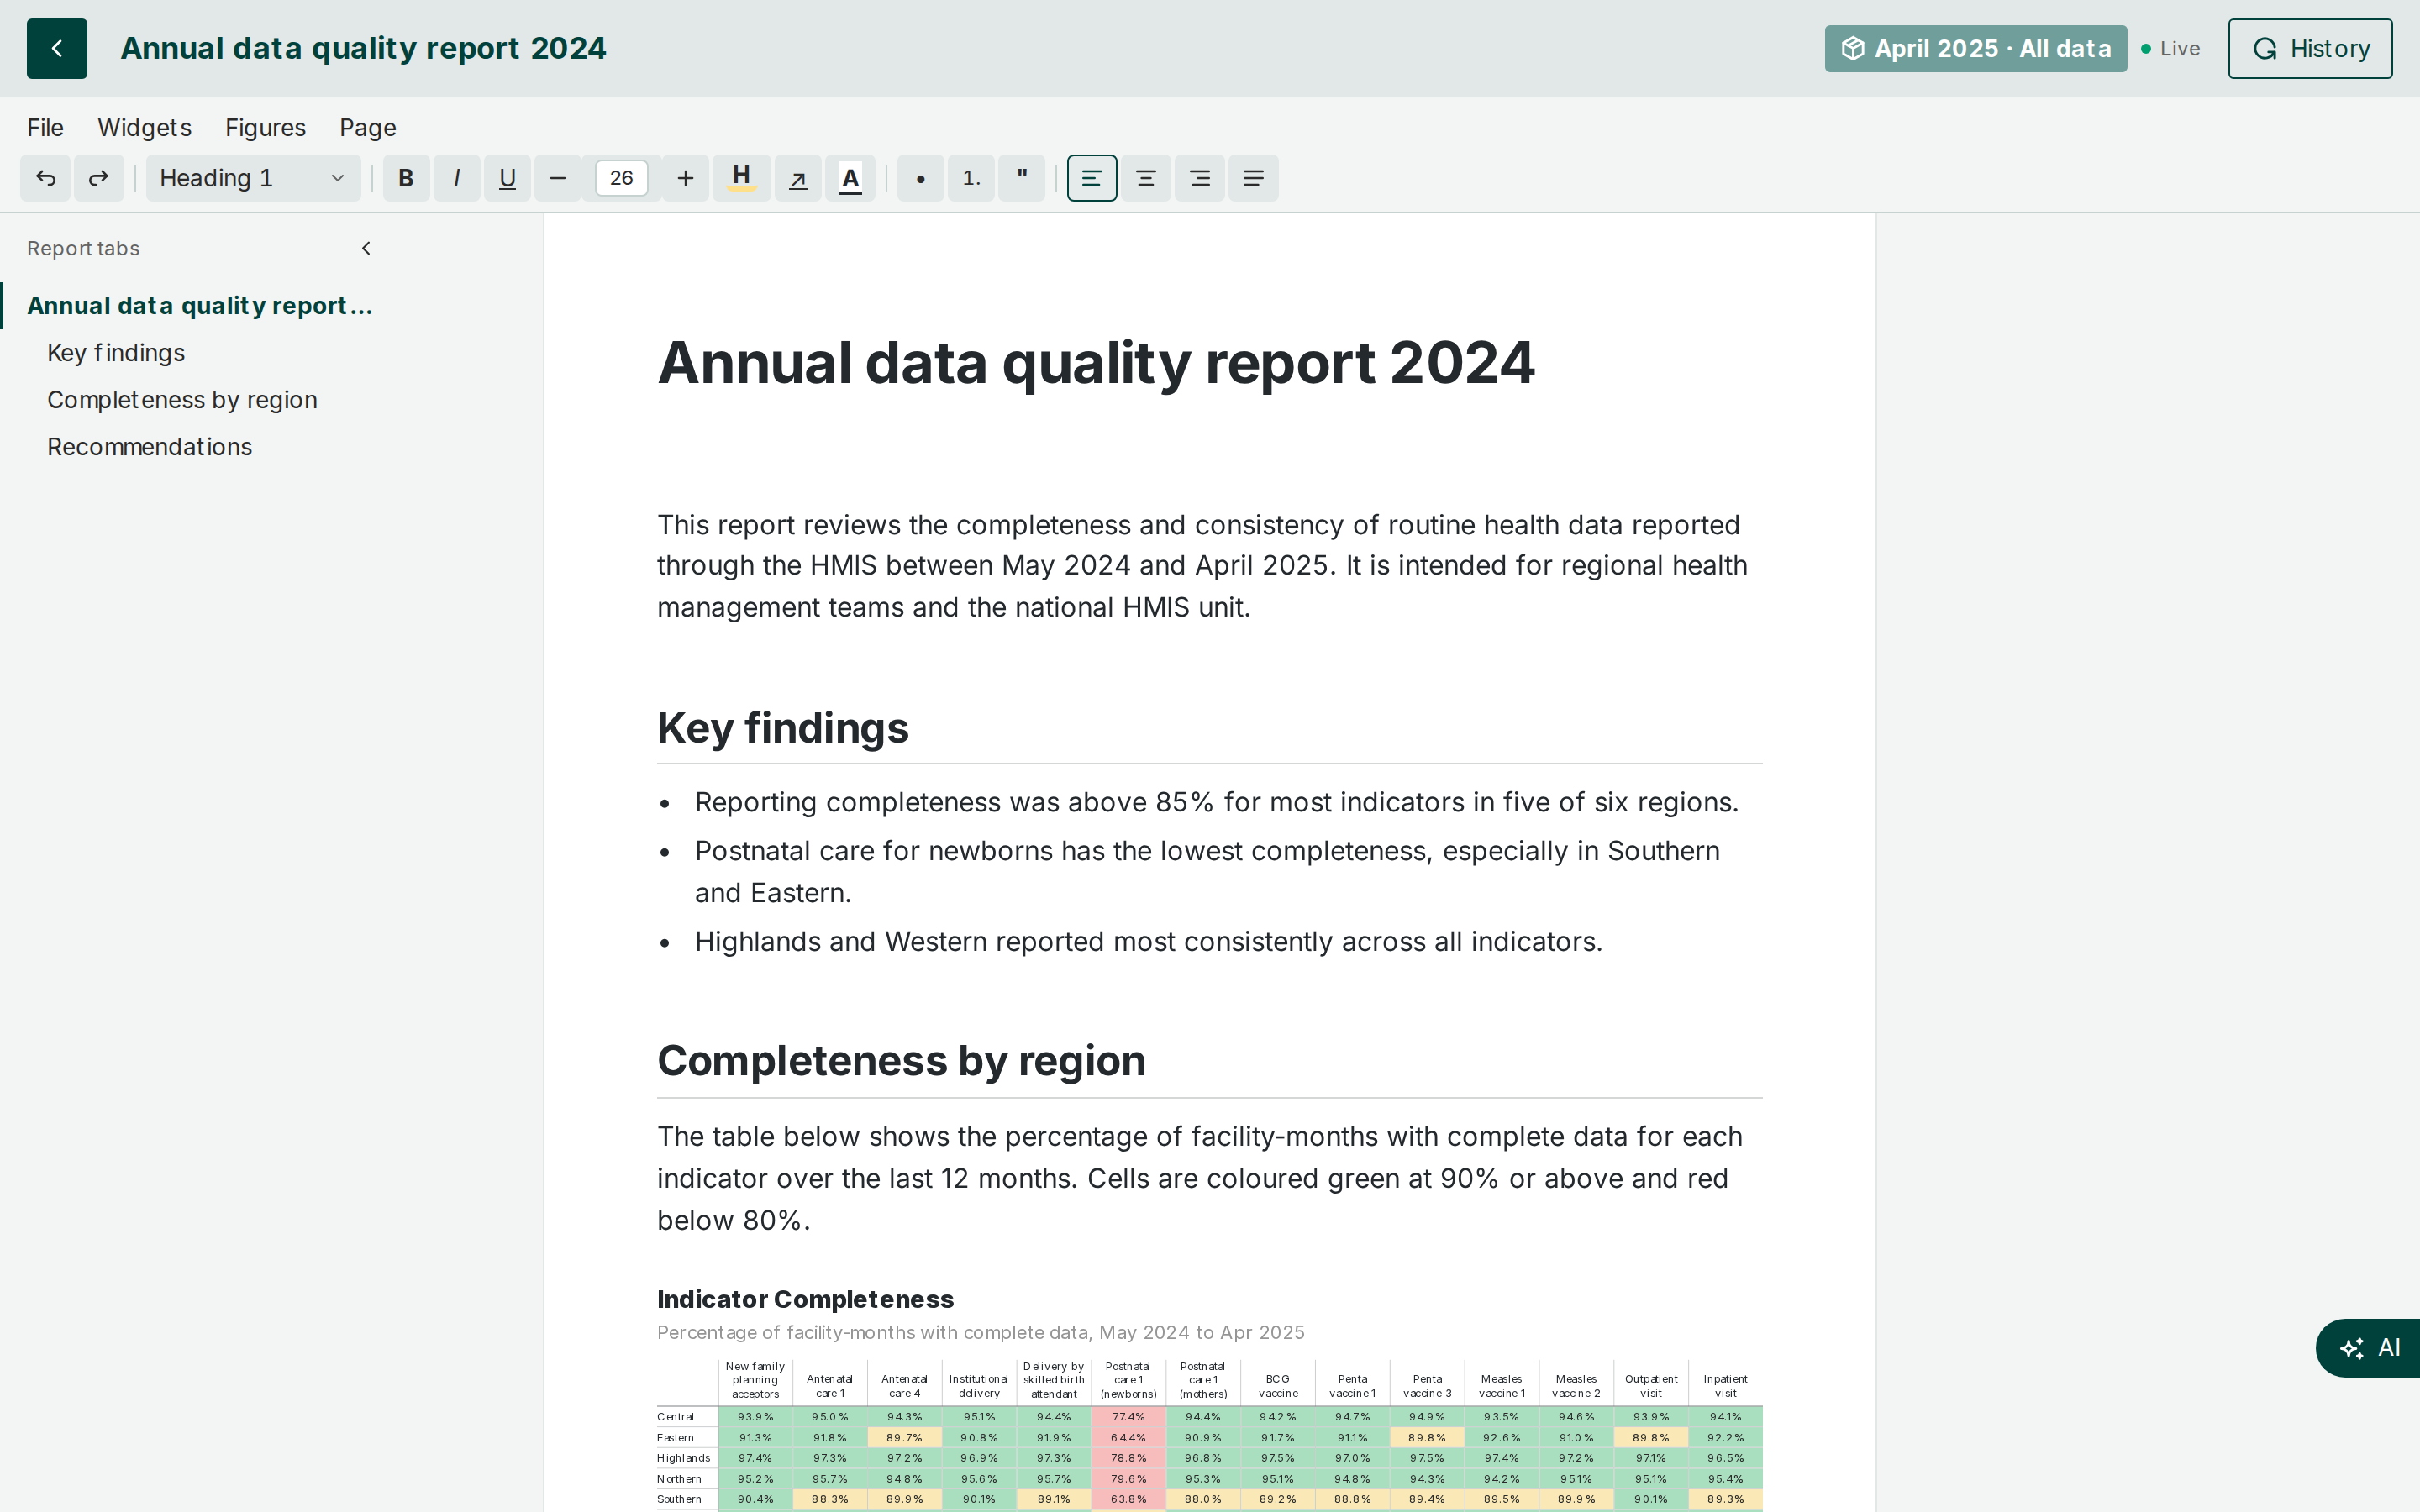 Annual data quality report 2024
April 2025 · All data
Live
History
File Widgets Figures Page
Heading 1
B I U − 26 + H A • 1. "
Report tabs
Annual data quality report...
Key findings
Completeness by region
Recommendations
Annual data quality report 2024
This report reviews the completeness and consistency of routine health data reported
through the HMIS between May 2024 and April 2025. It is intended for regional health
management teams and the national HMIS unit.
Key findings
• Reporting completeness was above 85% for most indicators in five of six regions.
• Postnatal care for newborns has the lowest completeness, especially in Southern
and Eastern.
• Highlands and Western reported most consistently across all indicators.
Completeness by region
The table below shows the percentage of facility-months with complete data for each
indicator over the last 12 months. Cells are coloured green at 90% or above and red
below 80%.
Indicator Completeness
Percentage of facility-months with complete data, May 2024 to Apr 2025
AI
New family planning acceptors
Antenatal care 1
Antenatal care 4
Institutional delivery
Delivery by skilled birth attendant
Postnatal care 1 (newborns)
Postnatal care 1 (mothers)
BCG vaccine
Penta vaccine 1
Penta vaccine 3
Measles vaccine 1
Measles vaccine 2
Outpatient visit
Inpatient visit
Central 93.9% 95.0% 94.3% 95.1% 94.4% 77.4% 94.4% 94.2% 94.7% 94.9% 93.5% 94.6% 93.9% 94.1%
Eastern 91.3% 91.8% 89.7% 90.8% 91.9% 64.4% 90.9% 91.7% 91.1% 89.8% 92.6% 91.0% 89.8% 92.2%
Highlands 97.4% 97.3% 97.2% 96.9% 97.3% 78.8% 96.8% 97.5% 97.0% 97.5% 97.4% 97.2% 97.1% 96.5%
Northern 95.2% 95.7% 94.8% 95.6% 95.7% 79.6% 95.3% 95.1% 94.8% 94.3% 94.2% 95.1% 95.1% 95.4%
Southern 90.4% 88.3% 89.9% 90.1% 89.1% 63.8% 88.0% 89.2% 88.8% 89.4% 89.5% 89.9% 90.1% 89.3%